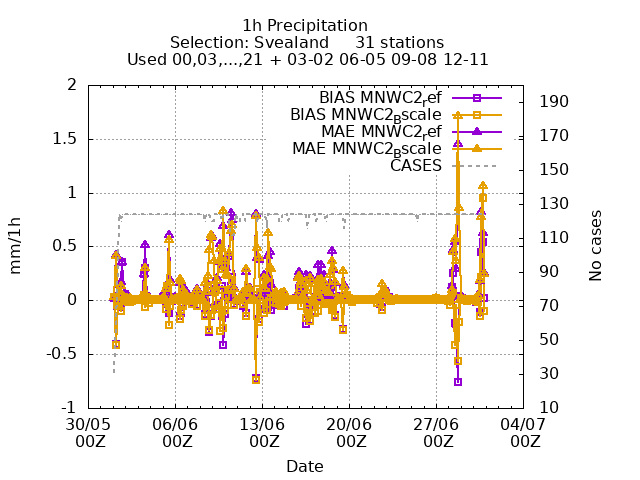 1h Precipitation
Selection: Svealand 31 stations
Used 00,03,...,21 + 03-02 06-05 09-08 12-11
BIAS MNWC2_ref
BIAS MNWC2_Bscale
MAE MNWC2_ref
MAE MNWC2_Bscale
CASES
2
1.5
1
0.5
0
-0.5
-1
mm/1h
190
170
150
130
110
90
70
50
30
10
No cases
30/05 06/06 13/06 20/06 27/06 04/07
00Z 00Z 00Z 00Z 00Z 00Z
Date